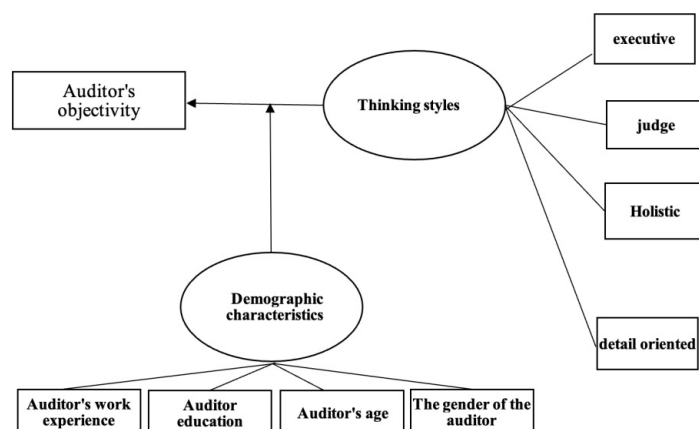 executive
Auditor's
objectivity
Thinking styles
judge
Holistic
Demographic
characteristics
detail oriented
Auditor's work
experience
Auditor
education
Auditor's age
The gender of the
auditor